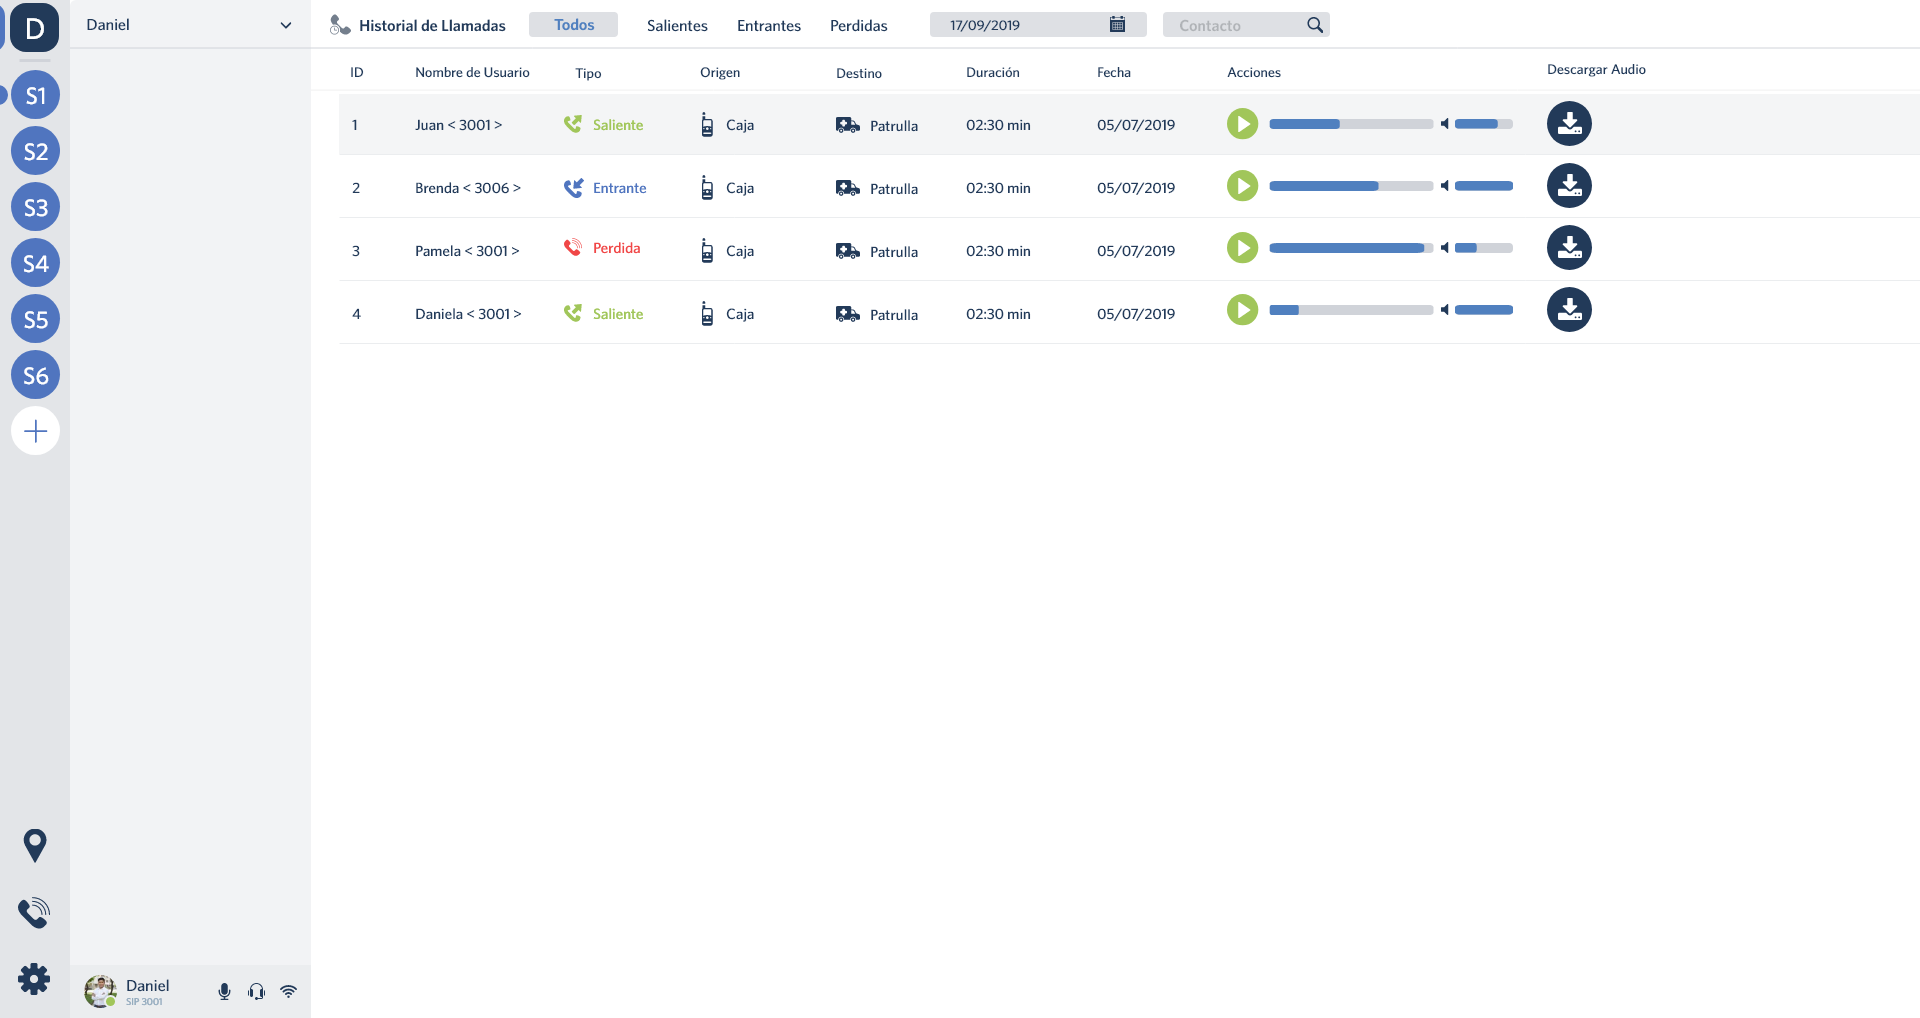 D
Daniel
Historial de Llamadas
Todos
Salientes
Entrantes
Perdidas
17/09/2019
Contacto
S1
S2
S3
S4
S5
S6
ID Nombre de Usuario Tipo Origen Destino Duración Fecha Acciones Descargar Audio
1 Juan < 3001 > Saliente Caja Patrulla 02:30 min 05/07/2019
2 Brenda < 3006 > Entrante Caja Patrulla 02:30 min 05/07/2019
3 Pamela < 3001 > Perdida Caja Patrulla 02:30 min 05/07/2019
4 Daniela < 3001 > Saliente Caja Patrulla 02:30 min 05/07/2019
Daniel
SIP 3001